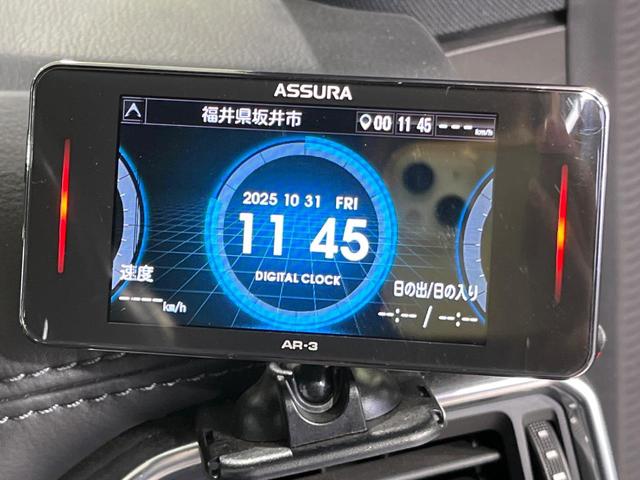 ASSURA
福井県坂井市 00 11 45 --- km/h
2025 10 31 FRI
11 45
DIGITAL CLOCK
速度
--- km/h
日の出/日の入り
--:-- / --:--
AR-3